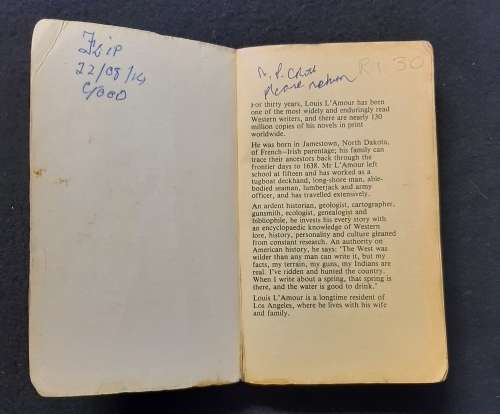 Flip
22/08/14
GOOD
please return
R1 30
For thirty years, Louis L'Amour has been
one of the most widely and enduringly read
Western writers, and there are nearly 130
million copies of his novels in print
worldwide.
He was born in Jamestown, North Dakota,
of French–Irish parentage; his family can
trace their ancestors back through the
frontier days to 1638. Mr L'Amour left
school at fifteen and has worked as a
tugboat deckhand, long-shore man, able-
bodied seaman, lumberjack and army
officer, and has travelled extensively.
An ardent historian, geologist, cartographer,
gunsmith, ecologist, genealogist and
bibliophile, he invests his every story with
an encyclopaedic knowledge of Western
lore, history, personality and culture gleaned
from constant research. An authority on
American history, he says: 'The West was
wilder than any man can write it, but my
facts, my terrain, my guns, my Indians are
real. I've ridden and hunted the country.
When I write about a spring, that spring is
there, and the water is good to drink.'
Louis L'Amour is a longtime resident of
Los Angeles, where he lives with his wife
and family.